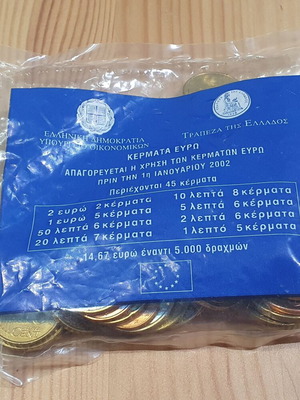 ΕΛΛΗΝΙΚΗ ΔΗΜΟΚΡΑΤΙΑ
ΥΠΟΥΡΓΕΙΟ ΟΙΚΟΝΟΜΙΚΩΝ
ΤΡΑΠΕΖΑ ΤΗΣ ΕΛΛΑΔΟΣ
ΚΕΡΜΑΤΑ ΕΥΡΩ
ΑΠΑΓΟΡΕΥΕΤΑΙ Η ΧΡΗΣΗ ΤΩΝ ΚΕΡΜΑΤΩΝ ΕΥΡΩ
ΠΡΙΝ ΤΗΝ 1η ΙΑΝΟΥΑΡΙΟΥ 2002
Περιέχονται 45 κέρματα
2 ευρώ 2 κέρματα 10 λεπτά 8 κέρματα
1 ευρώ 5 κέρματα 5 λεπτά 6 κέρματα
50 λεπτά 6 κέρματα 2 λεπτά 6 κέρματα
20 λεπτά 7 κέρματα 1 λεπτό 5 κέρματα
14,67 ευρώ έναντι 5.000 δραχμών